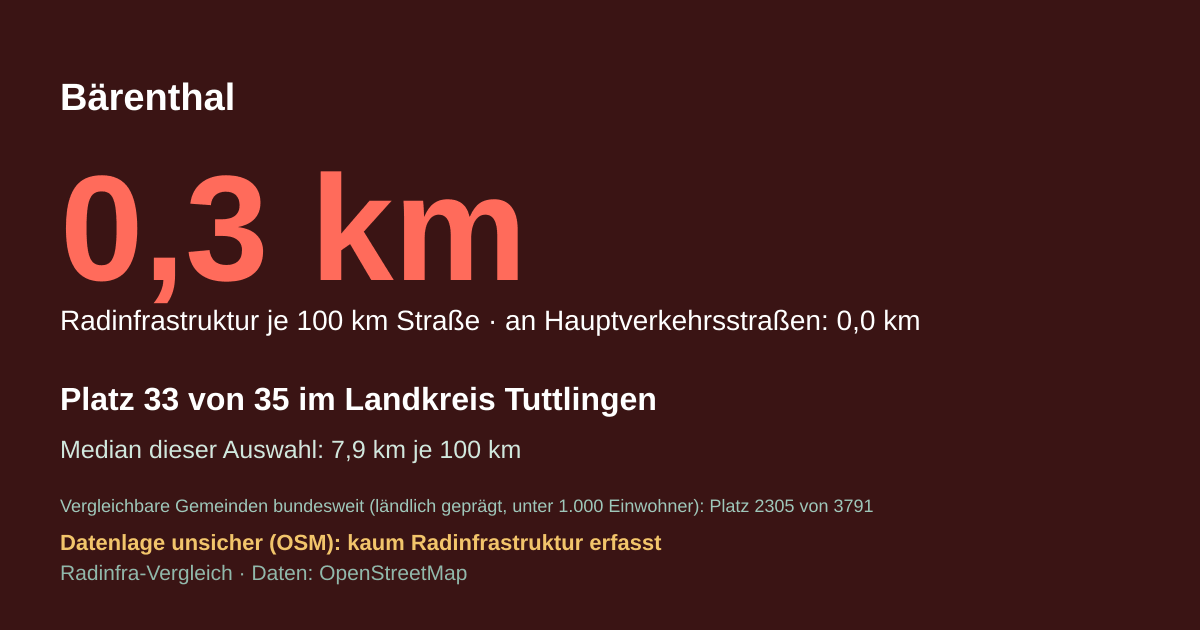 Bärenthal
0,3 km
Radinfrastruktur je 100 km Straße · an Hauptverkehrsstraßen: 0,0 km
Platz 33 von 35 im Landkreis Tuttlingen
Median dieser Auswahl: 7,9 km je 100 km
Vergleichbare Gemeinden bundesweit (ländlich geprägt, unter 1.000 Einwohner): Platz 2305 von 3791
Datenlage unsicher (OSM): kaum Radinfrastruktur erfasst
Radinfra-Vergleich · Daten: OpenStreetMap